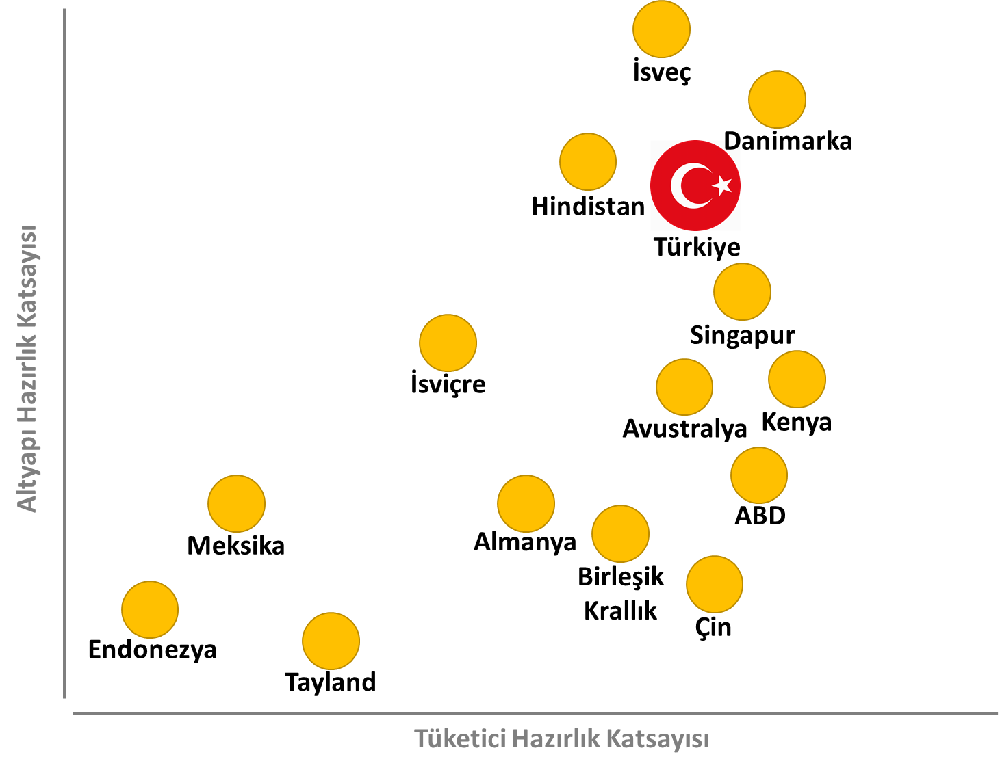 İsveç
Danimarka
Hindistan
Türkiye
Singapur
İsviçre
Avustralya
Kenya
ABD
Meksika
Almanya
Birleşik
Krallık
Çin
Endonezya
Tayland
Altyapı Hazırlık Katsayısı
Tüketici Hazırlık Katsayısı